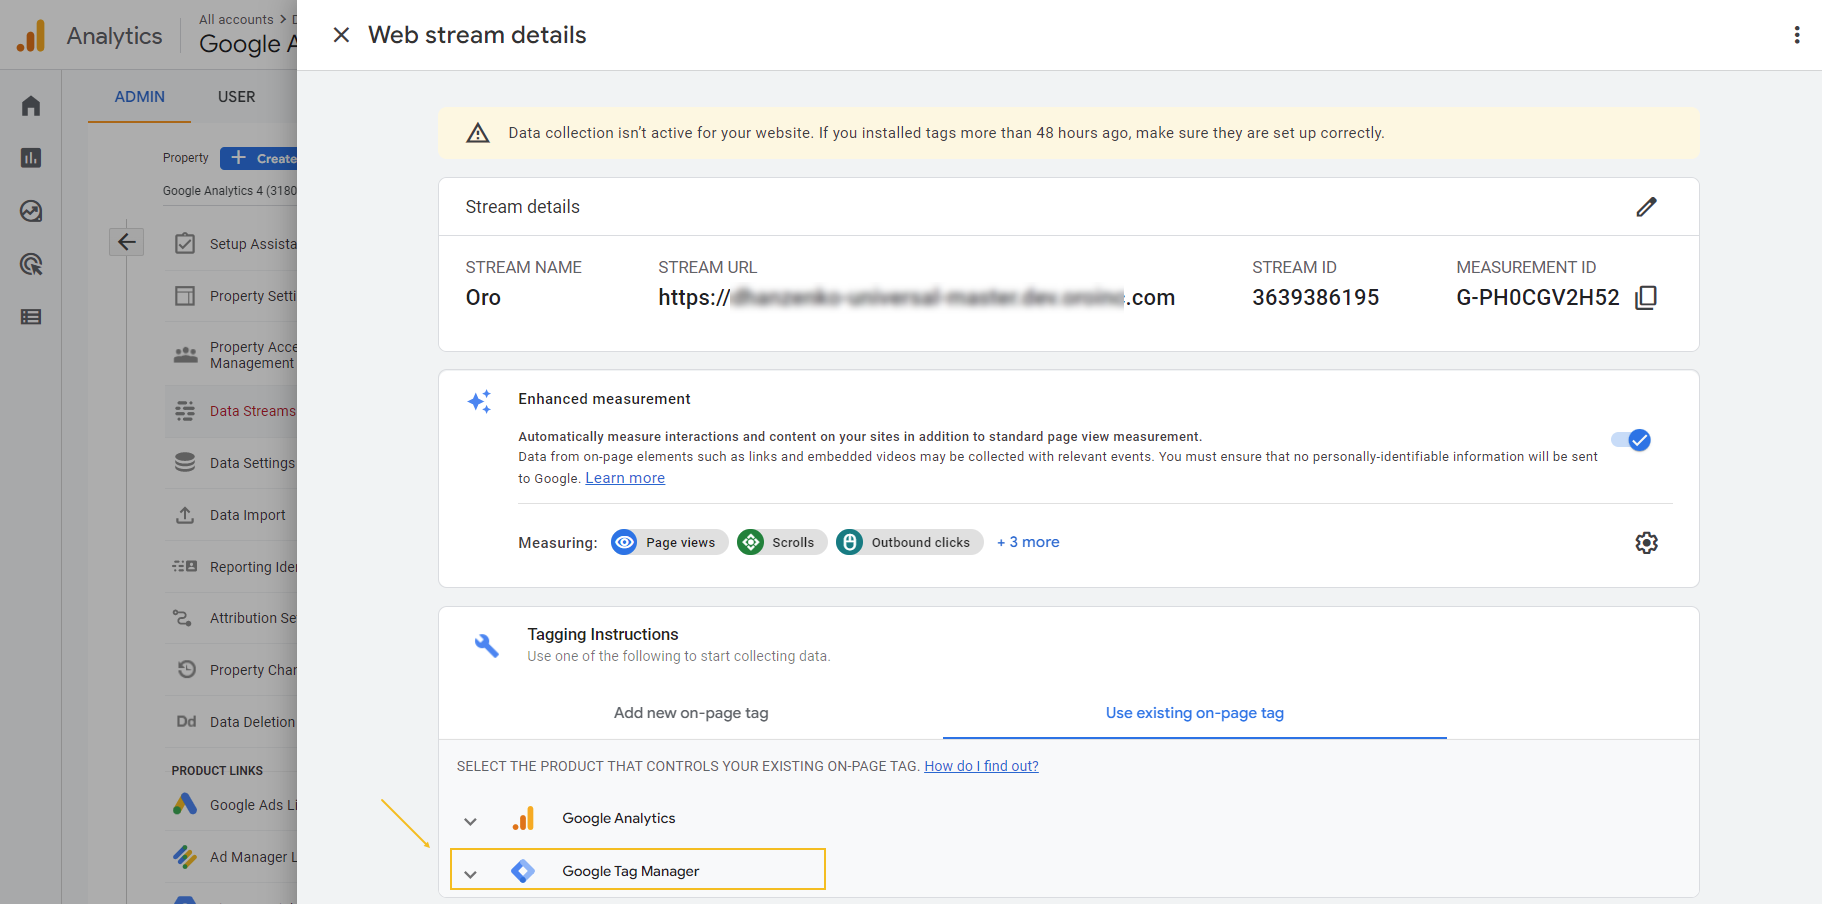 Analytics
All accounts > D
Google A
Web stream details
ADMIN
USER
Property
Create
Google Analytics 4 (3180
Setup Assista
Property Setti
Property Acce
Management
Data Streams
Data Settings
Data Import
Reporting Ide
Attribution Se
Property Char
Dd
Data Deletion
PRODUCT LINKS
Google Ads Li
Ad Manager L
Data collection isn’t active for your website. If you installed tags more than 48 hours ago, make sure they are set up correctly.
Stream details
STREAM NAME
Oro
STREAM URL
https://
.com
STREAM ID
3639386195
MEASUREMENT ID
G-PH0CGV2H52
Enhanced measurement
Automatically measure interactions and content on your sites in addition to standard page view measurement.
Data from on-page elements such as links and embedded videos may be collected with relevant events. You must ensure that no personally-identifiable information will be sent
to Google. Learn more
Measuring:
Page views
Scrolls
Outbound clicks
+ 3 more
Tagging Instructions
Use one of the following to start collecting data.
Add new on-page tag
Use existing on-page tag
SELECT THE PRODUCT THAT CONTROLS YOUR EXISTING ON-PAGE TAG. How do I find out?
Google Analytics
Google Tag Manager